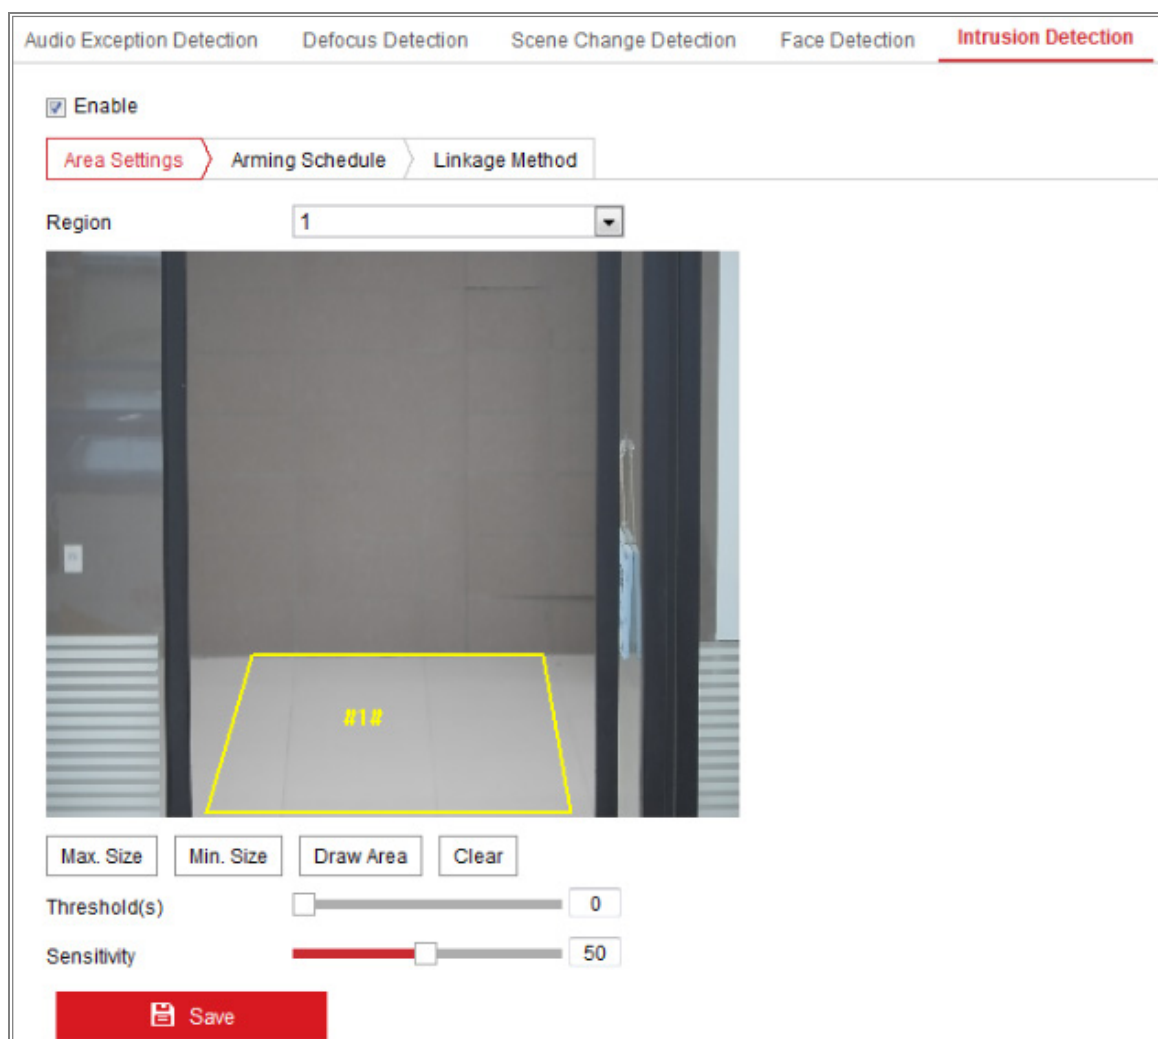 Audio Exception Detection Defocus Detection Scene Change Detection Face Detection Intrusion Detection
Enable
Area Settings Arming Schedule Linkage Method
Region 1
#1#
Max. Size Min. Size Draw Area Clear
Threshold(s) 0
Sensitivity 50
Save